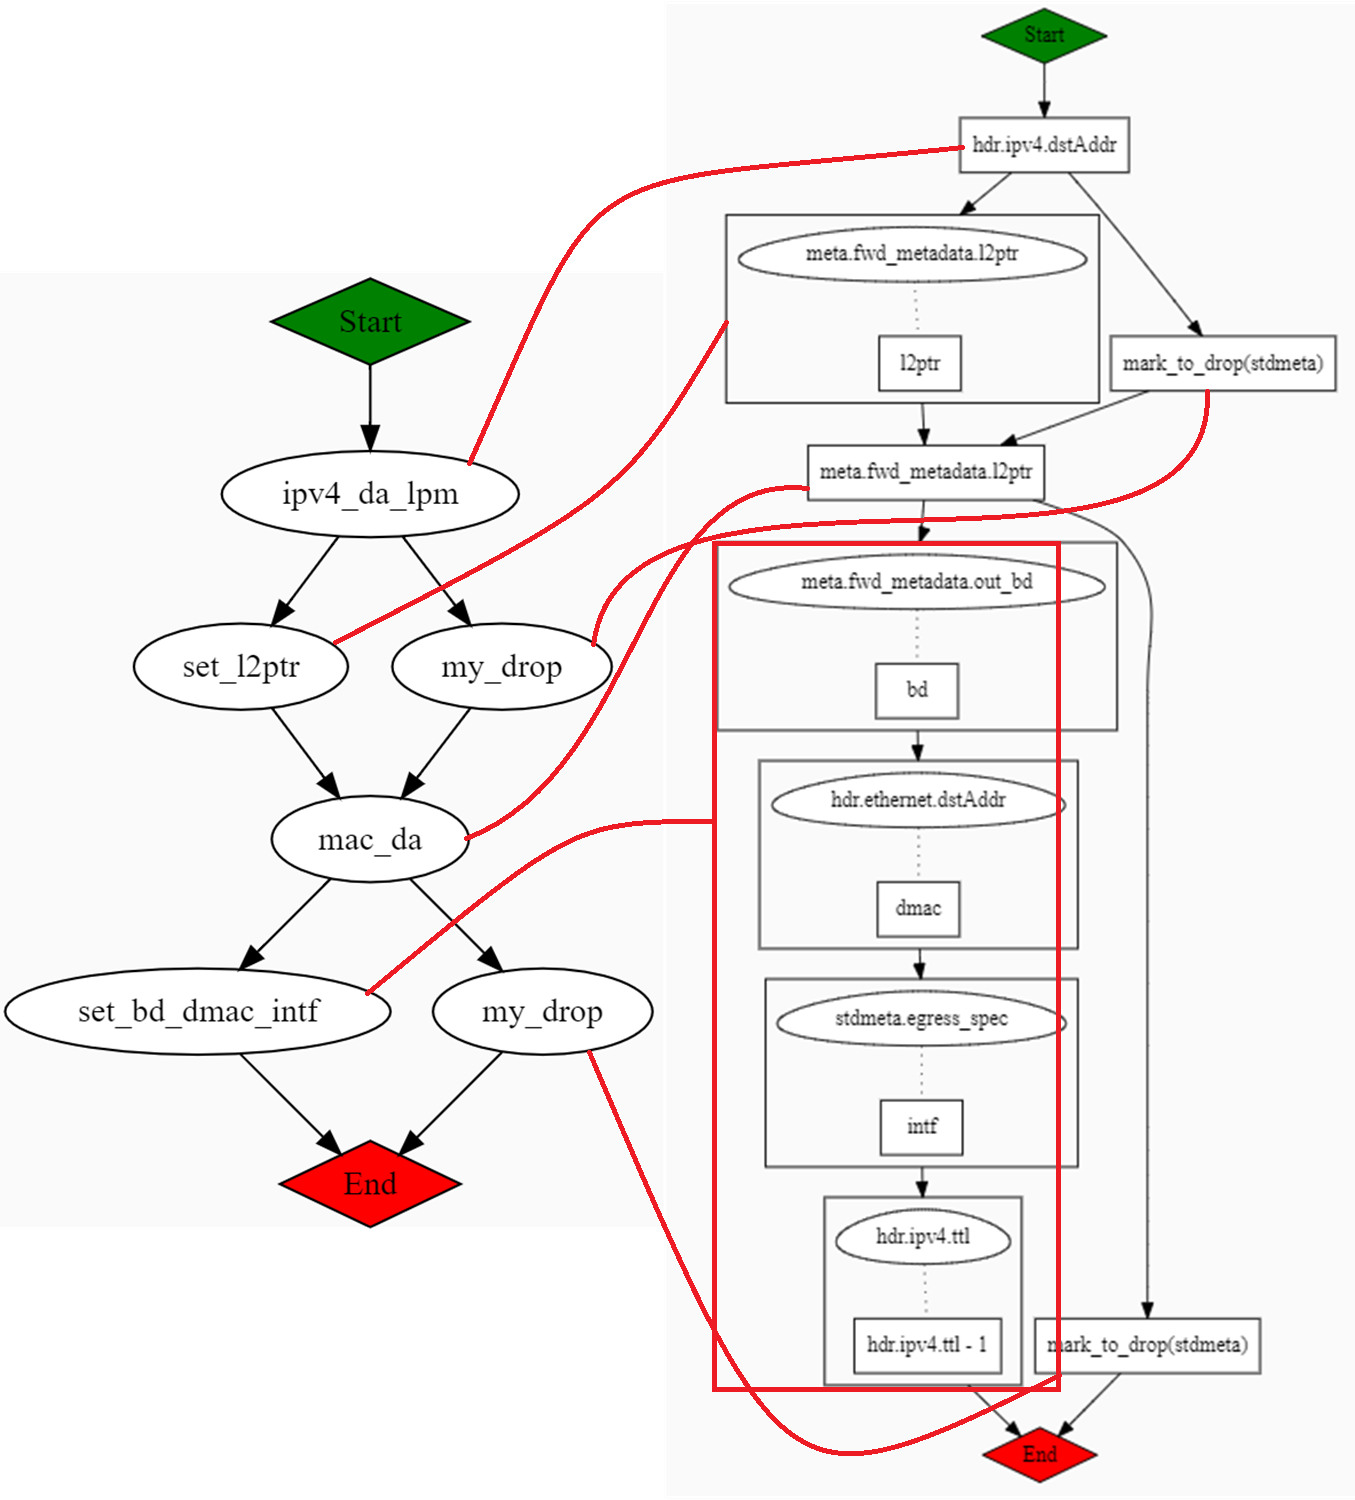 Start
ipv4_da_lpm
set_l2ptr
my_drop
mac_da
set_bd_dmac_intf
my_drop
End
Start
hdr.ipv4.dstAddr
meta.fwd_metadata.l2ptr
l2ptr
mark_to_drop(stdmeta)
meta.fwd_metadata.l2ptr
meta.fwd_metadata.out_bd
bd
hdr.ethernet.dstAddr
dmac
stdmeta.egress_spec
intf
hdr.ipv4.ttl
hdr.ipv4.ttl - 1
mark_to_drop(stdmeta)
End